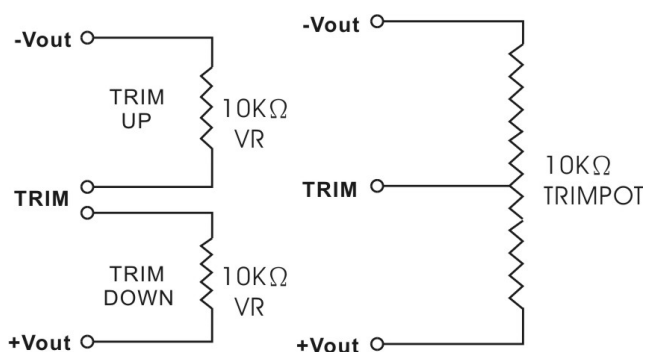 -Vout
TRIM
UP
10KΩ
VR
TRIM
TRIM
DOWN
10KΩ
VR
+Vout
-Vout
TRIM
10KΩ
TRIMPOT
+Vout